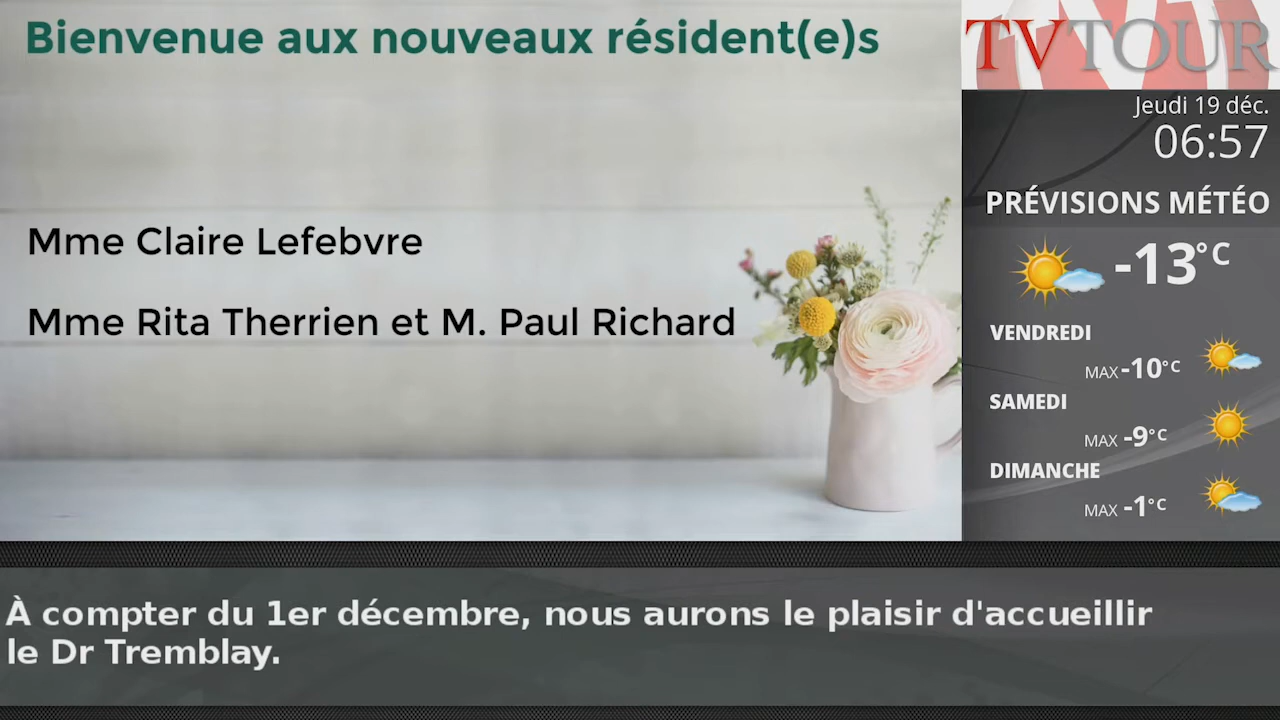 Bienvenue aux nouveaux résident(e)s
Mme Claire Lefebvre
Mme Rita Therrien et M. Paul Richard
TVTOUR
Jeudi 19 déc.
06:57
PRÉVISIONS MÉTÉO
-13°C
VENDREDI
MAX -10°C
SAMEDI
MAX -9°C
DIMANCHE
MAX -1°C
À compter du 1er décembre, nous aurons le plaisir d'accueillir
le Dr Tremblay.